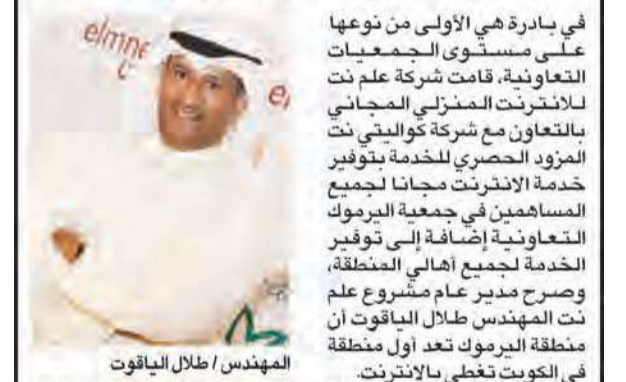 في بادرة هي الأولى من نوعها
على مستوى الجمعيات
التعاونية، قامت شركة علم نت
للانترنت المنزلي المجاني
بالتعاون مع شركة كواليتي نت
المزود الحصري للخدمة بتوفير
خدمة الانترنت مجانا لجميع
المساهمين في جمعية اليرموك
التعاونية إضافة إلى توفير
الخدمة لجميع أهالي المنطقة،
وصرح مدير عام مشروع علم
نت المهندس طلال الياقوت أن
منطقة اليرموك تعد أول منطقة
في الكويت تغطى بالانترنت.
elmne
المهندس / طلال الياقوت